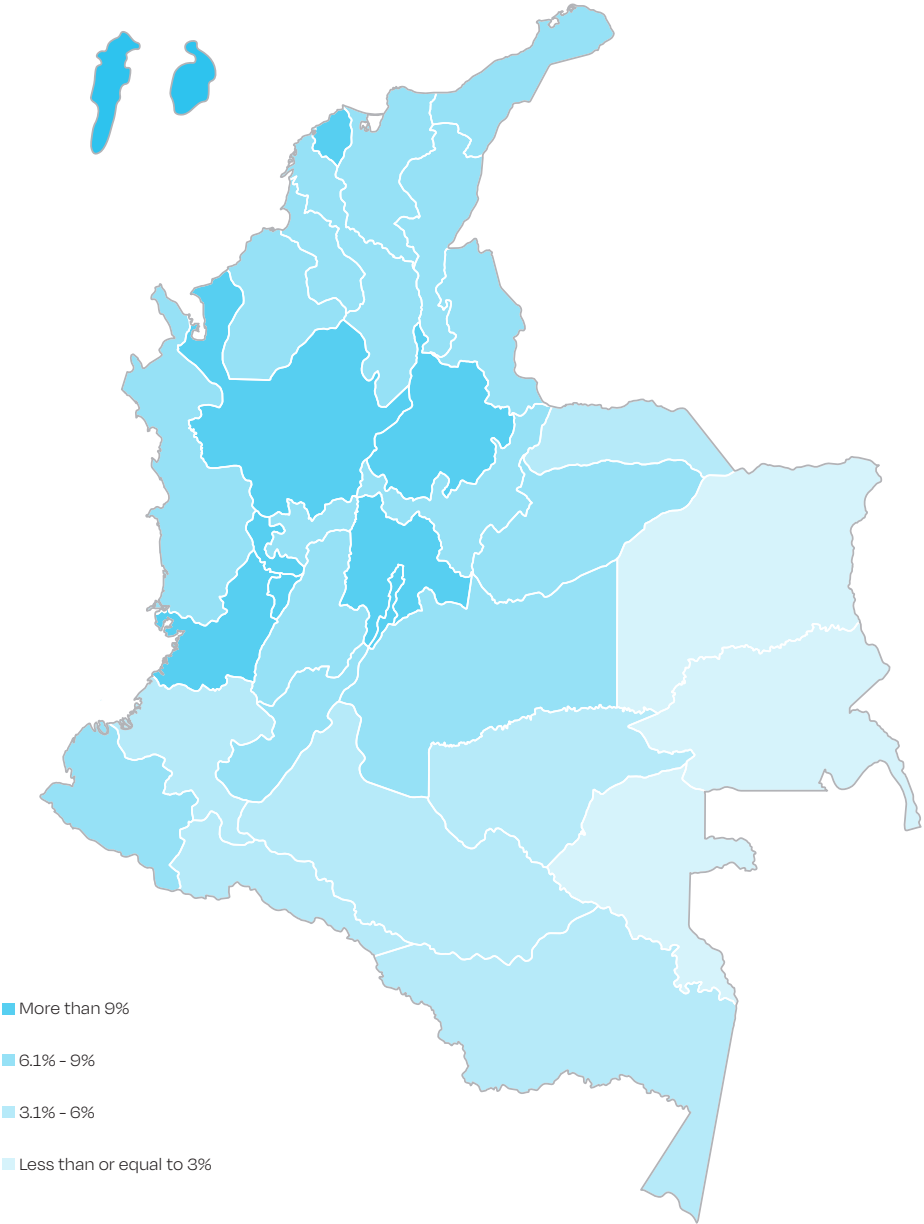 More than 9%
6.1% - 9%
3.1% - 6%
Less than or equal to 3%